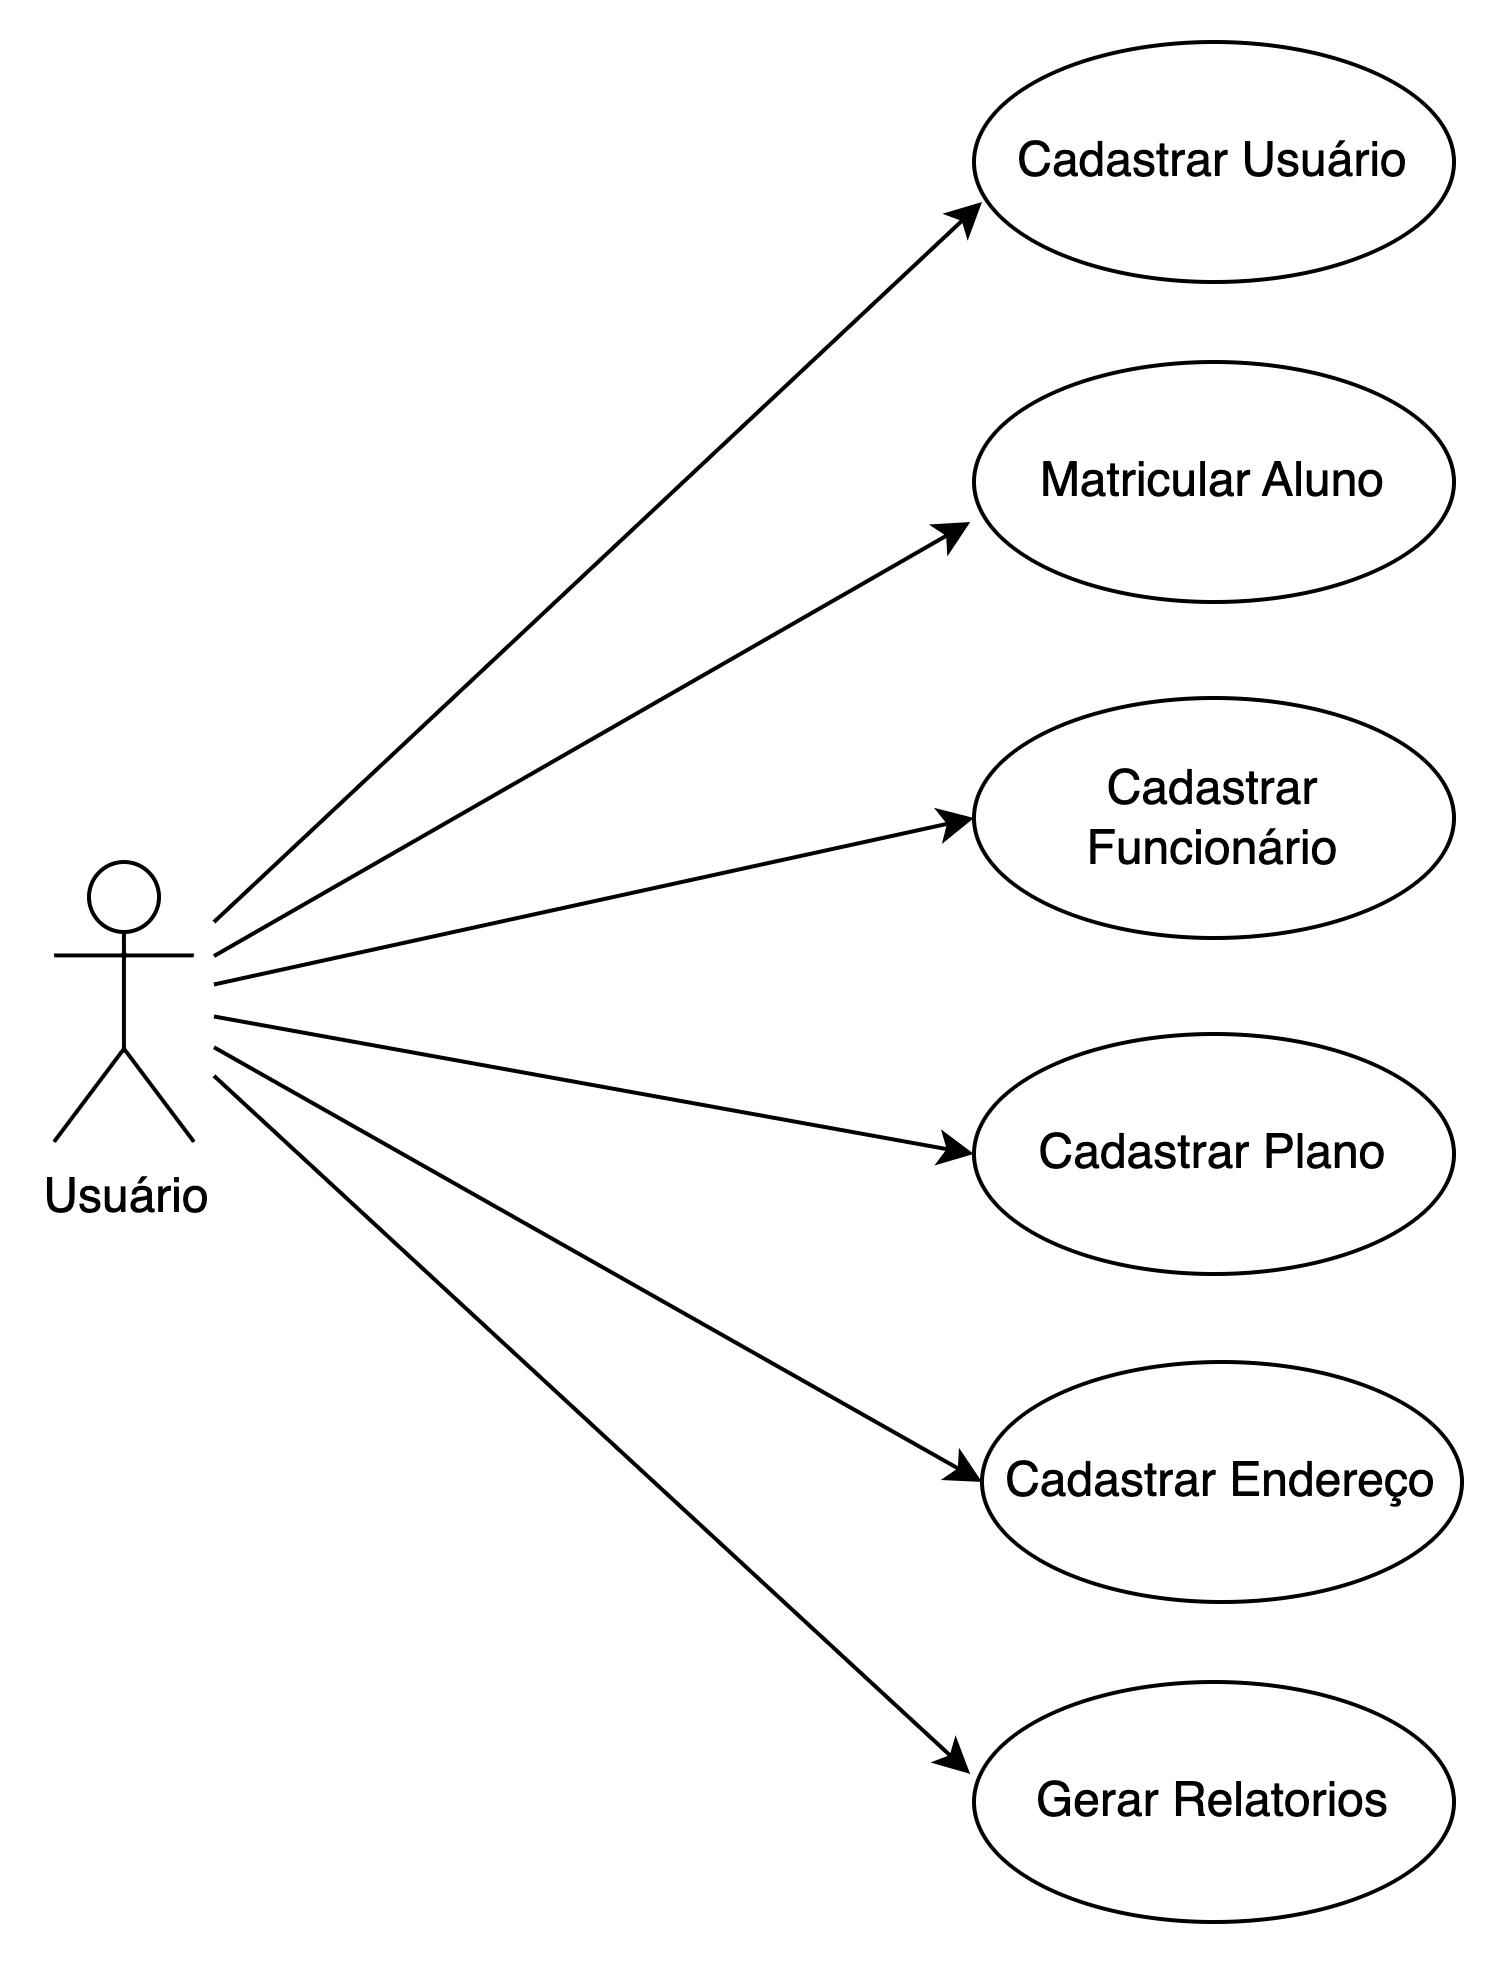 Cadastrar Usuário
Matricular Aluno
Cadastrar
Funcionário
Usuário
Cadastrar Plano
Cadastrar Endereço
Gerar Relatorios